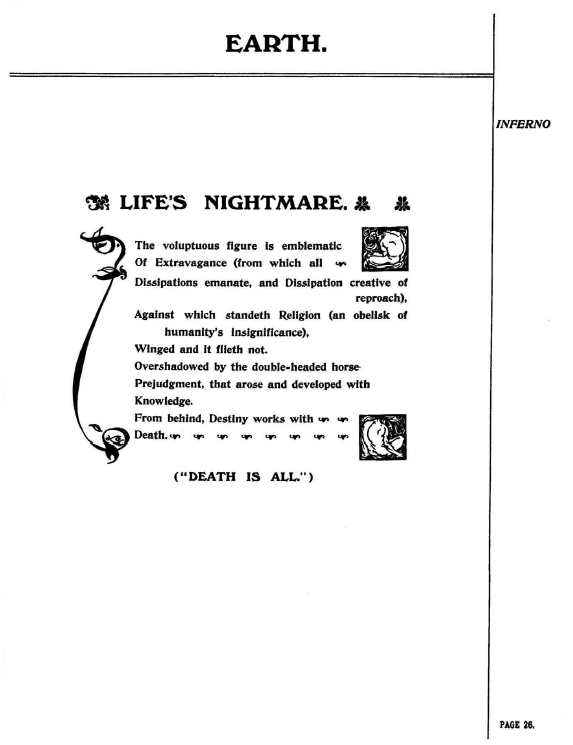 EARTH.
INFERNO
LIFE'S NIGHTMARE.
The voluptuous figure is emblematic
Of Extravagance (from which all
Dissipations emanate, and Dissipation creative of
reproach),
Against which standeth Religion (an obelisk of
humanity's insignificance),
Winged and it flieth not.
Overshadowed by the double-headed horse
Prejudgment, that arose and developed with
Knowledge.
From behind, Destiny works with
Death.
("DEATH IS ALL.")
PAGE 26.